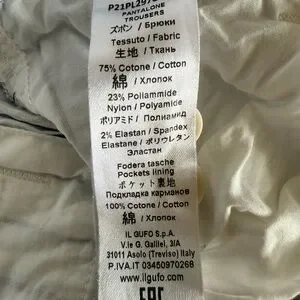 PANTALONE
TROUSERS
ズボン / Брюки
Tessuto / Fabric
生地 / Ткань
75% Cotone / Cotton
綿 / Хлопок
23% Poliammide
Nylon / Polyamide
ポリアミド / Полиамид
2% Elastan / Spandex
Elastane / ポリウレタン
Эластан
Fodera tasche
Pockets lining
ポケット裏地
Подкладка карманов
100% Cotone / Cotton
綿 / Хлопок
IL GUFO S.p.A.
V.le G. Galilei, 3/A
31011 Asolo (Treviso) Italy
P.IVA.IT 03450970268
www.ilgufo.com
EAC